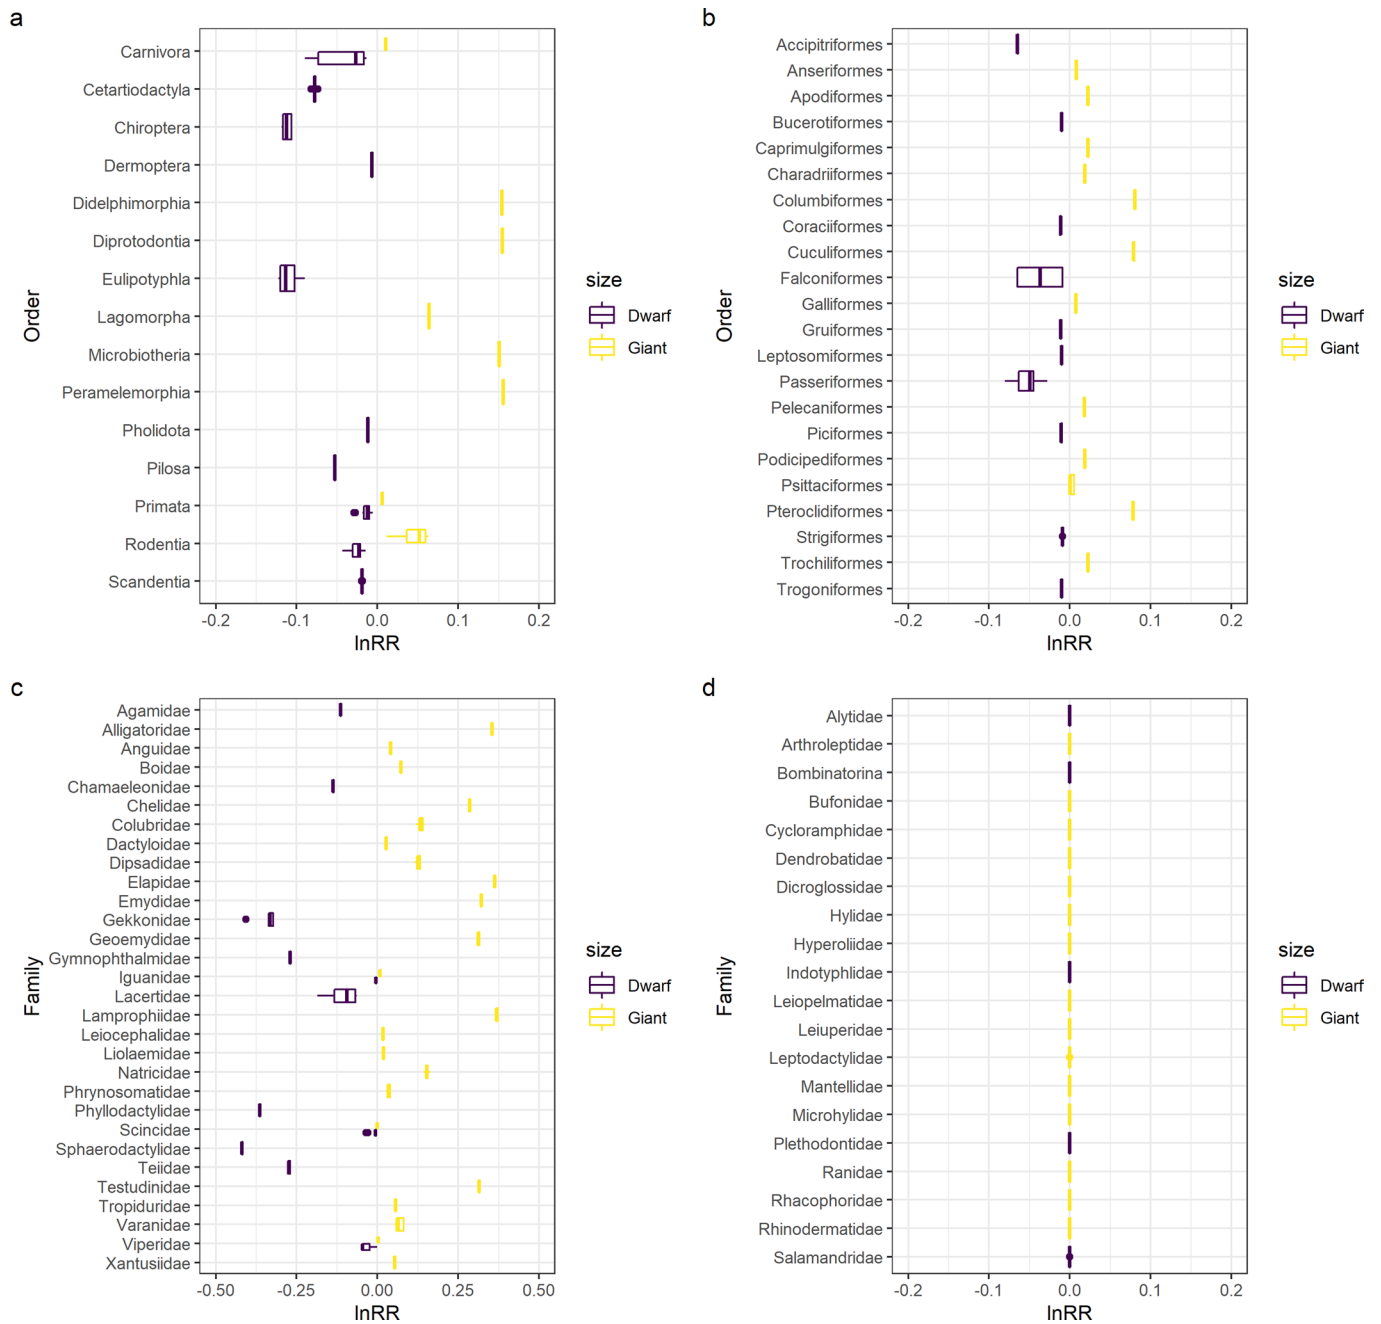 a
Order
Carnivora
Cetartiodactyla
Chiroptera
Dermoptera
Didelphimorphia
Diprotodontia
Eulipotyphla
Lagomorpha
Microbiotheria
Peramelemorphia
Pholidota
Pilosa
Primata
Rodentia
Scandentia
-0.2 -0.1 0.0 0.1 0.2
lnRR
size
Dwarf
Giant
b
Order
Accipitriformes
Anseriformes
Apodiformes
Bucerotiformes
Caprimulgiformes
Charadriiformes
Columbiformes
Coraciiformes
Cuculiformes
Falconiformes
Galliformes
Gruiformes
Leptosomiformes
Passeriformes
Pelecaniformes
Piciformes
Podicipediformes
Psittaciformes
Pteroclidiformes
Strigiformes
Trochiliformes
Trogoniformes
-0.2 -0.1 0.0 0.1 0.2
lnRR
size
Dwarf
Giant
c
Family
Agamidae
Alligatoridae
Anguidae
Boidae
Chamaeleonidae
Chelidae
Colubridae
Dactyloidae
Dipsadidae
Elapidae
Emydidae
Gekkonidae
Geoemydidae
Gymnophthalmidae
Iguanidae
Lacertidae
Lamprophiidae
Leiocephalidae
Liolaemidae
Natricidae
Phrynosomatidae
Phyllodactylidae
Scincidae
Sphaerodactylidae
Teiidae
Testudinidae
Tropiduridae
Varanidae
Viperidae
Xantusiidae
-0.50 -0.25 0.00 0.25 0.50
lnRR
size
Dwarf
Giant
d
Family
Alytidae
Arthroleptidae
Bombinatorina
Bufonidae
Cycloramphidae
Dendrobatidae
Dicroglossidae
Hylidae
Hyperoliidae
Indotyphlidae
Leiopelmatidae
Leiuperidae
Leptodactylidae
Mantellidae
Microhylidae
Plethodontidae
Ranidae
Rhacophoridae
Rhinodermatidae
Salamandridae
-0.2 -0.1 0.0 0.1 0.2
lnRR
size
Dwarf
Giant